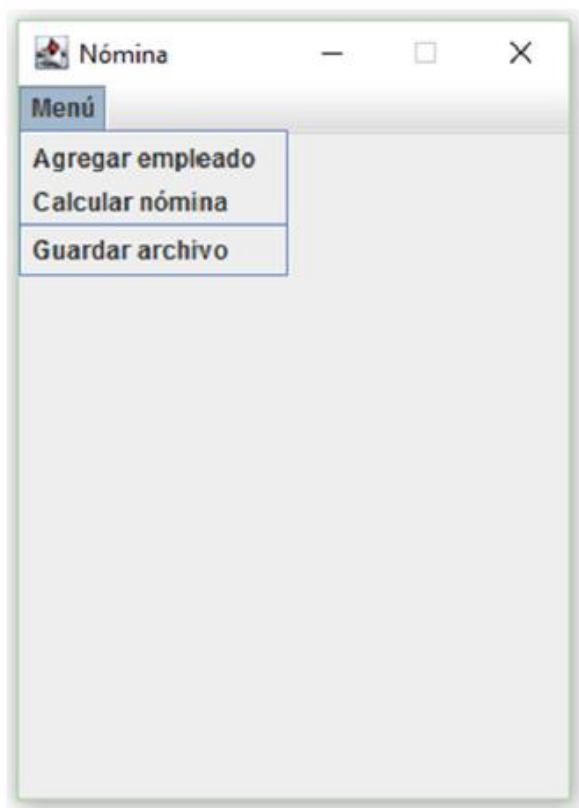 Nómina
Menú
Agregar empleado
Calcular nómina
Guardar archivo